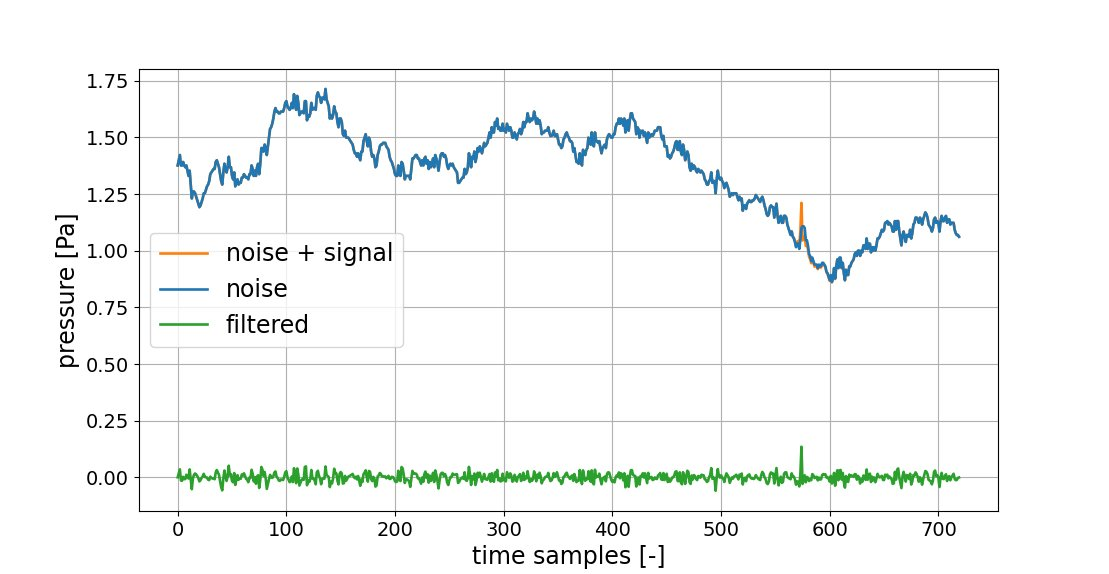 1.75
1.50
1.25
1.00
0.75
0.50
0.25
0.00
pressure [Pa]
noise + signal
noise
filtered
0 100 200 300 400 500 600 700
time samples [-]